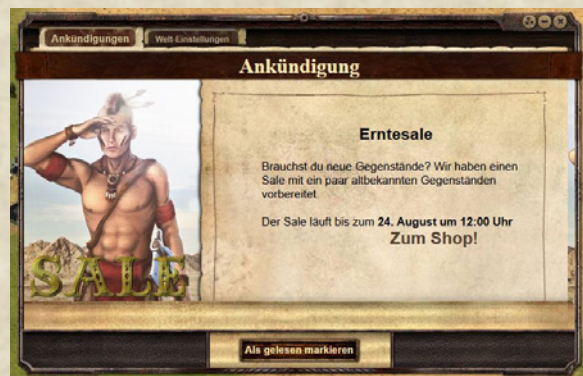 Ankündigungen
Welt-Einstellungen
Ankündigung
Erntesale
Brauchst du neue Gegenstände? Wir haben einen
Sale mit ein paar altbekannten Gegenständen
vorbereitet.
Der Sale läuft bis zum 24. August um 12:00 Uhr
Zum Shop!
SALE
Als gelesen markieren